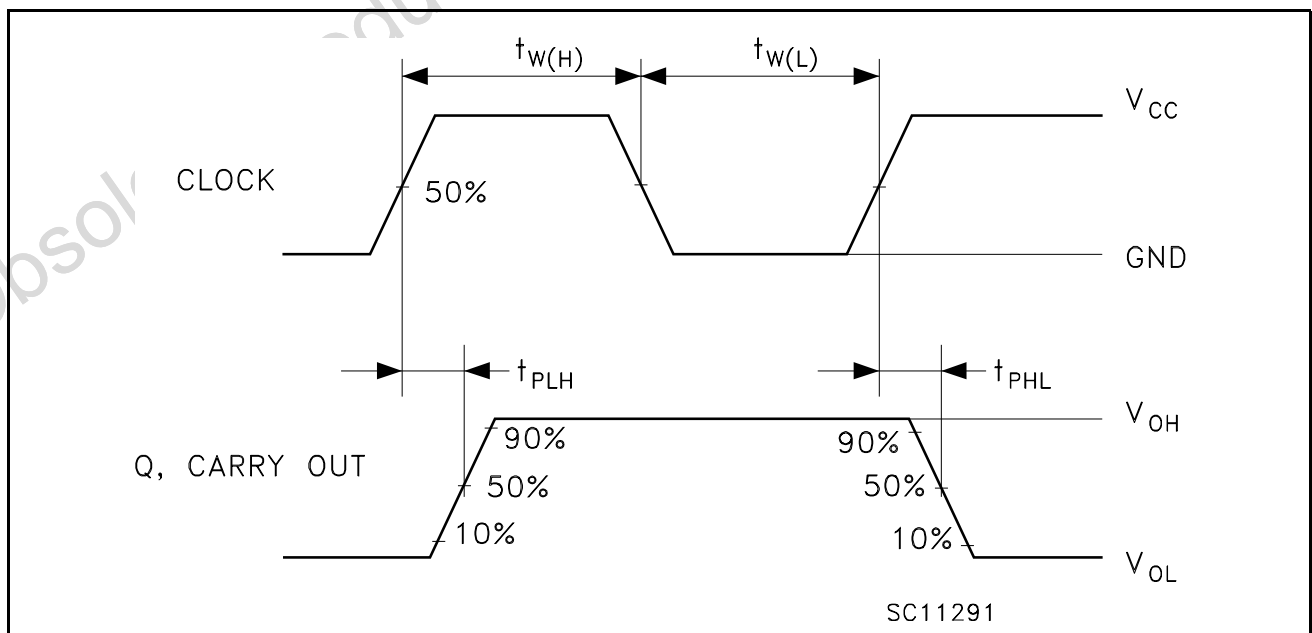 tW(H)
tW(L)
VCC
CLOCK
50%
GND
tPLH
tPHL
VOH
90%
90%
Q, CARRY OUT
50%
50%
10%
10%
VOL
SC11291